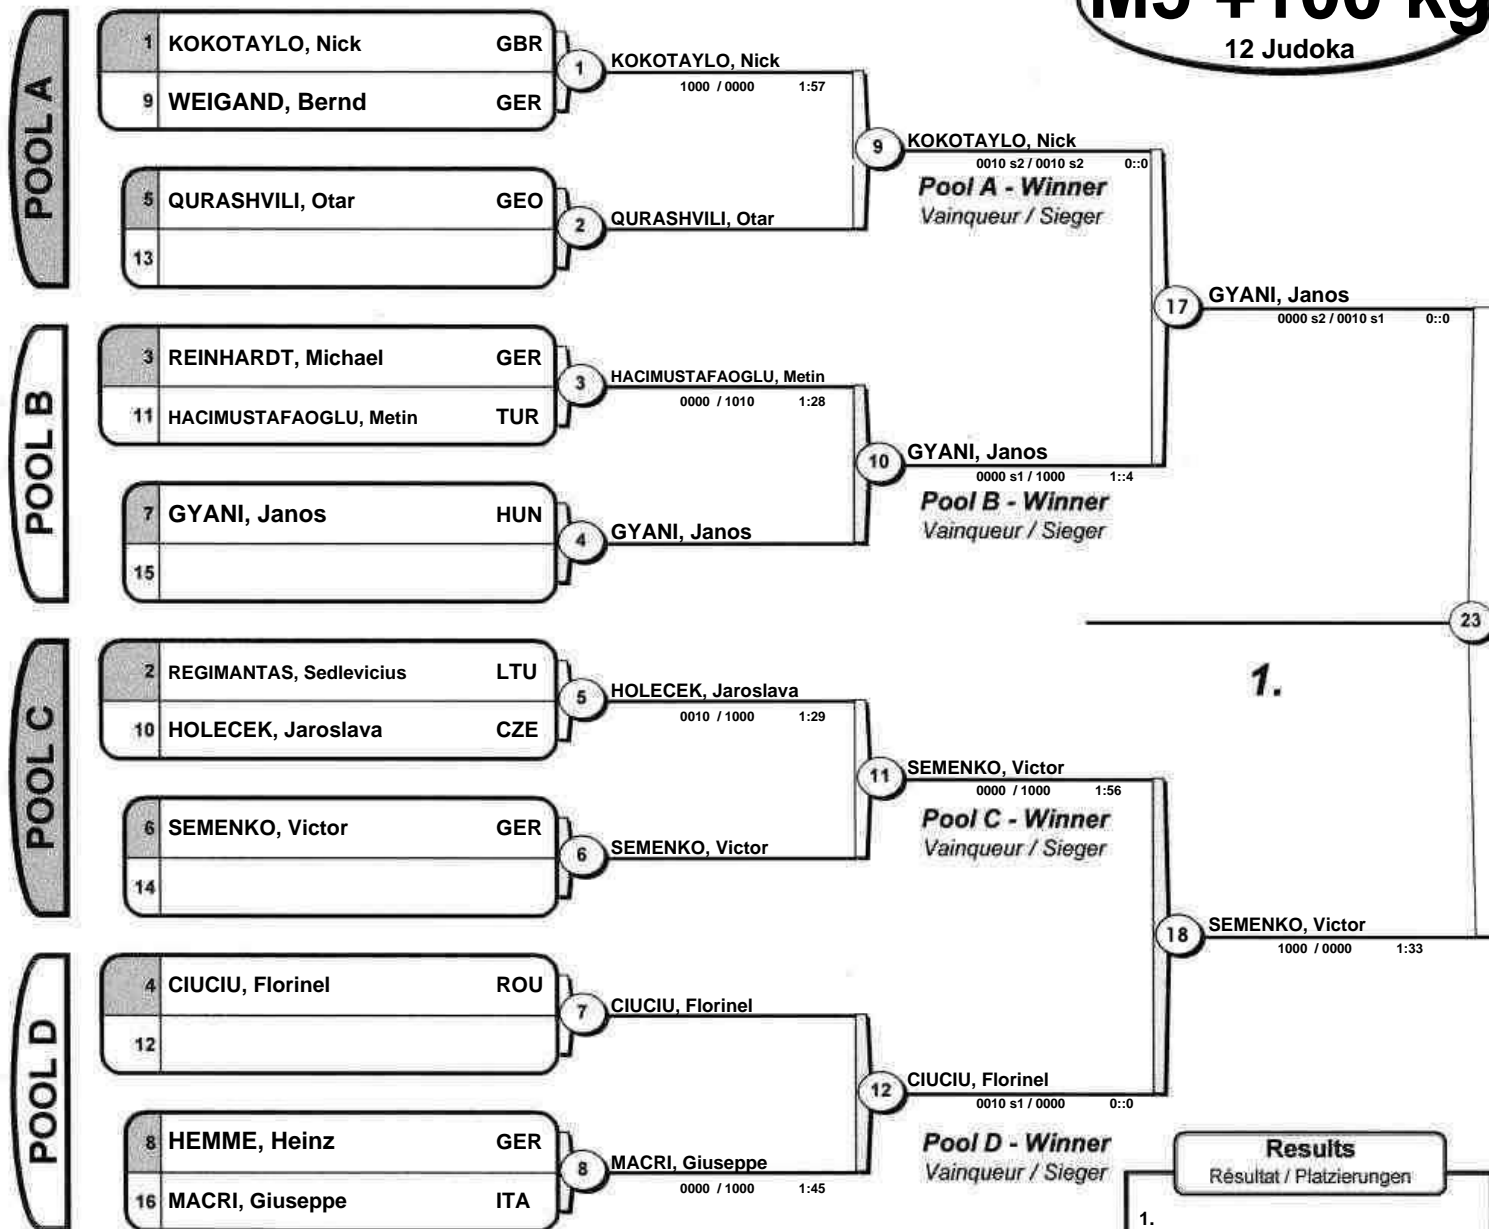 M5 +100 kg
12 Judoka
POOL A
1 KOKOTAYLO, Nick GBR
9 WEIGAND, Bernd GER
1
KOKOTAYLO, Nick
1000 / 0000 1:57
5 QURASHVILI, Otar GEO
13
2
QURASHVILI, Otar
9
KOKOTAYLO, Nick
0010 s2 / 0010 s2 0::0
Pool A - Winner
Vainqueur / Sieger
POOL B
3 REINHARDT, Michael GER
11 HACIMUSTAFAOGLU, Metin TUR
3
HACIMUSTAFAOGLU, Metin
0000 / 1010 1:28
7 GYANI, Janos HUN
15
4
GYANI, Janos
10
GYANI, Janos
0000 s1 / 1000 1::4
Pool B - Winner
Vainqueur / Sieger
17
GYANI, Janos
0000 s2 / 0010 s1 0::0
23
1.
POOL C
2 REGIMANTAS, Sedlevicius LTU
10 HOLECEK, Jaroslava CZE
5
HOLECEK, Jaroslava
0010 / 1000 1:29
6 SEMENKO, Victor GER
14
6
SEMENKO, Victor
11
SEMENKO, Victor
0000 / 1000 1:56
Pool C - Winner
Vainqueur / Sieger
POOL D
4 CIUCIU, Florinel ROU
12
7
CIUCIU, Florinel
8 HEMME, Heinz GER
16 MACRI, Giuseppe ITA
8
MACRI, Giuseppe
0000 / 1000 1:45
12
CIUCIU, Florinel
0010 s1 / 0000 0::0
Pool D - Winner
Vainqueur / Sieger
18
SEMENKO, Victor
1000 / 0000 1:33
Results
Résultat / Platzierungen
1.